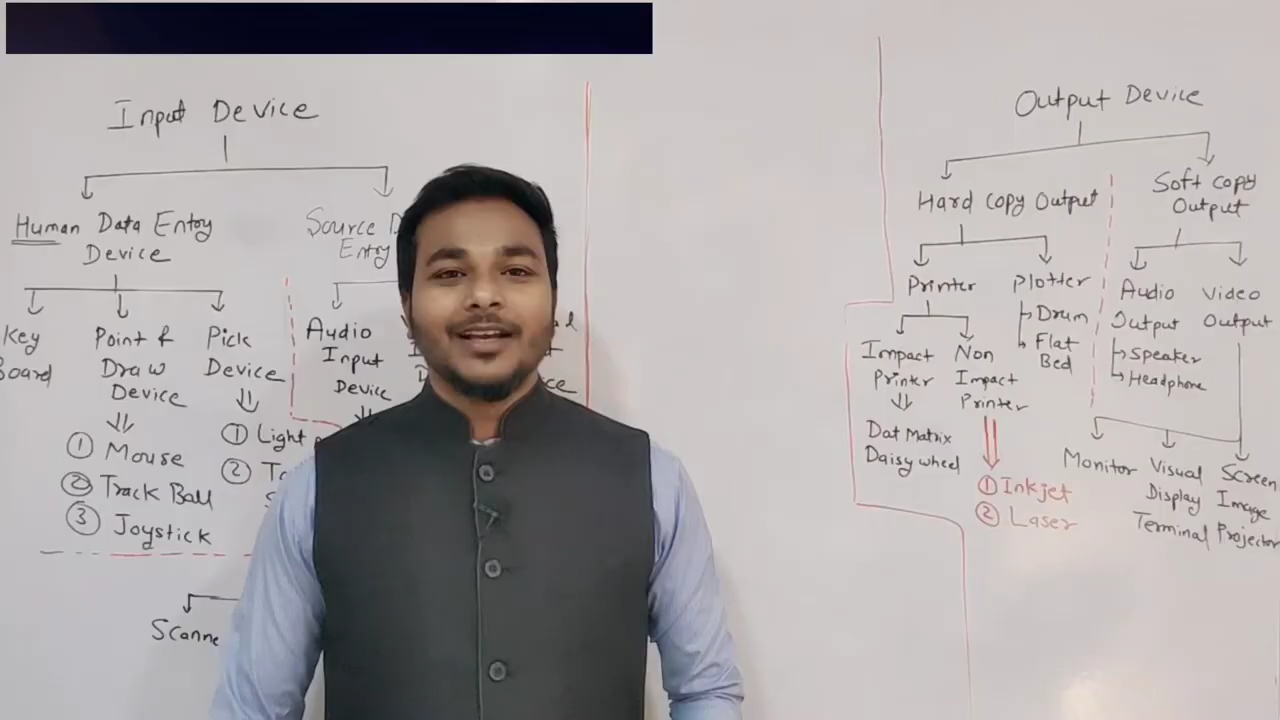 Input Device
Human Data Entry
Device
Source
Entry
Key
Board
Point &
Draw
Device
① Mouse
② Track Ball
③ Joystick
Pick
Device
① Light
②
Audio
Input
Device
Scanne
Output Device
Hard Copy Output
Soft Copy
Output
Printer
Plotter
Drum
Flat
Bed
Impact
Printer
Dat Matrix
Daisy wheel
Non
Impact
Printer
① Inkjet
② Laser
Audio
Output
Speaker
Headphone
Video
Output
Monitor
Visual
Display
Terminal
Screen
Image
Projector